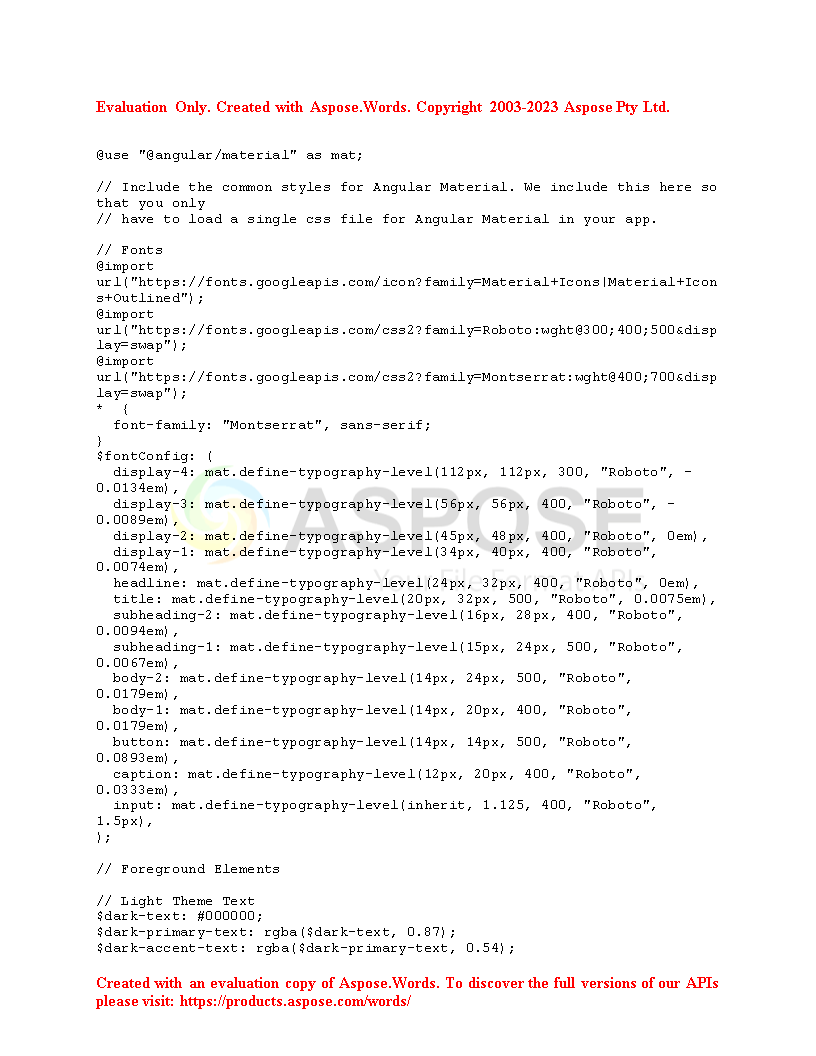 Evaluation Only. Created with Aspose.Words. Copyright 2003-2023 Aspose Pty Ltd.
@use "@angular/material" as mat;
// Include the common styles for Angular Material. We include this here so
that you only
// have to load a single css file for Angular Material in your app.
// Fonts
@import
url("https://fonts.googleapis.com/icon?family=Material+Icons|Material+Icon
s+Outlined");
@import
url("https://fonts.googleapis.com/css2?family=Roboto:wght@300;400;500&disp
lay=swap");
@import
url("https://fonts.googleapis.com/css2?family=Montserrat:wght@400;700&disp
lay=swap");
* {
  font-family: "Montserrat", sans-serif;
}
$fontConfig: (
  display-4: mat.define-typography-level(112px, 112px, 300, "Roboto", -
0.0134em),
  display-3: mat.define-typography-level(56px, 56px, 400, "Roboto", -
0.0089em),
  display-2: mat.define-typography-level(45px, 48px, 400, "Roboto", 0em),
  display-1: mat.define-typography-level(34px, 40px, 400, "Roboto",
0.0074em),
  headline: mat.define-typography-level(24px, 32px, 400, "Roboto", 0em),
  title: mat.define-typography-level(20px, 32px, 500, "Roboto", 0.0075em),
  subheading-2: mat.define-typography-level(16px, 28px, 400, "Roboto",
0.0094em),
  subheading-1: mat.define-typography-level(15px, 24px, 500, "Roboto",
0.0067em),
  body-2: mat.define-typography-level(14px, 24px, 500, "Roboto",
0.0179em),
  body-1: mat.define-typography-level(14px, 20px, 400, "Roboto",
0.0179em),
  button: mat.define-typography-level(14px, 14px, 500, "Roboto",
0.0893em),
  caption: mat.define-typography-level(12px, 20px, 400, "Roboto",
0.0333em),
  input: mat.define-typography-level(inherit, 1.125, 400, "Roboto",
1.5px),
);
// Foreground Elements
// Light Theme Text
$dark-text: #000000;
$dark-primary-text: rgba($dark-text, 0.87);
$dark-accent-text: rgba($dark-primary-text, 0.54);
Created with an evaluation copy of Aspose.Words. To discover the full versions of our APIs
please visit: https://products.aspose.com/words/
ASPOSE
Your File Format APIs